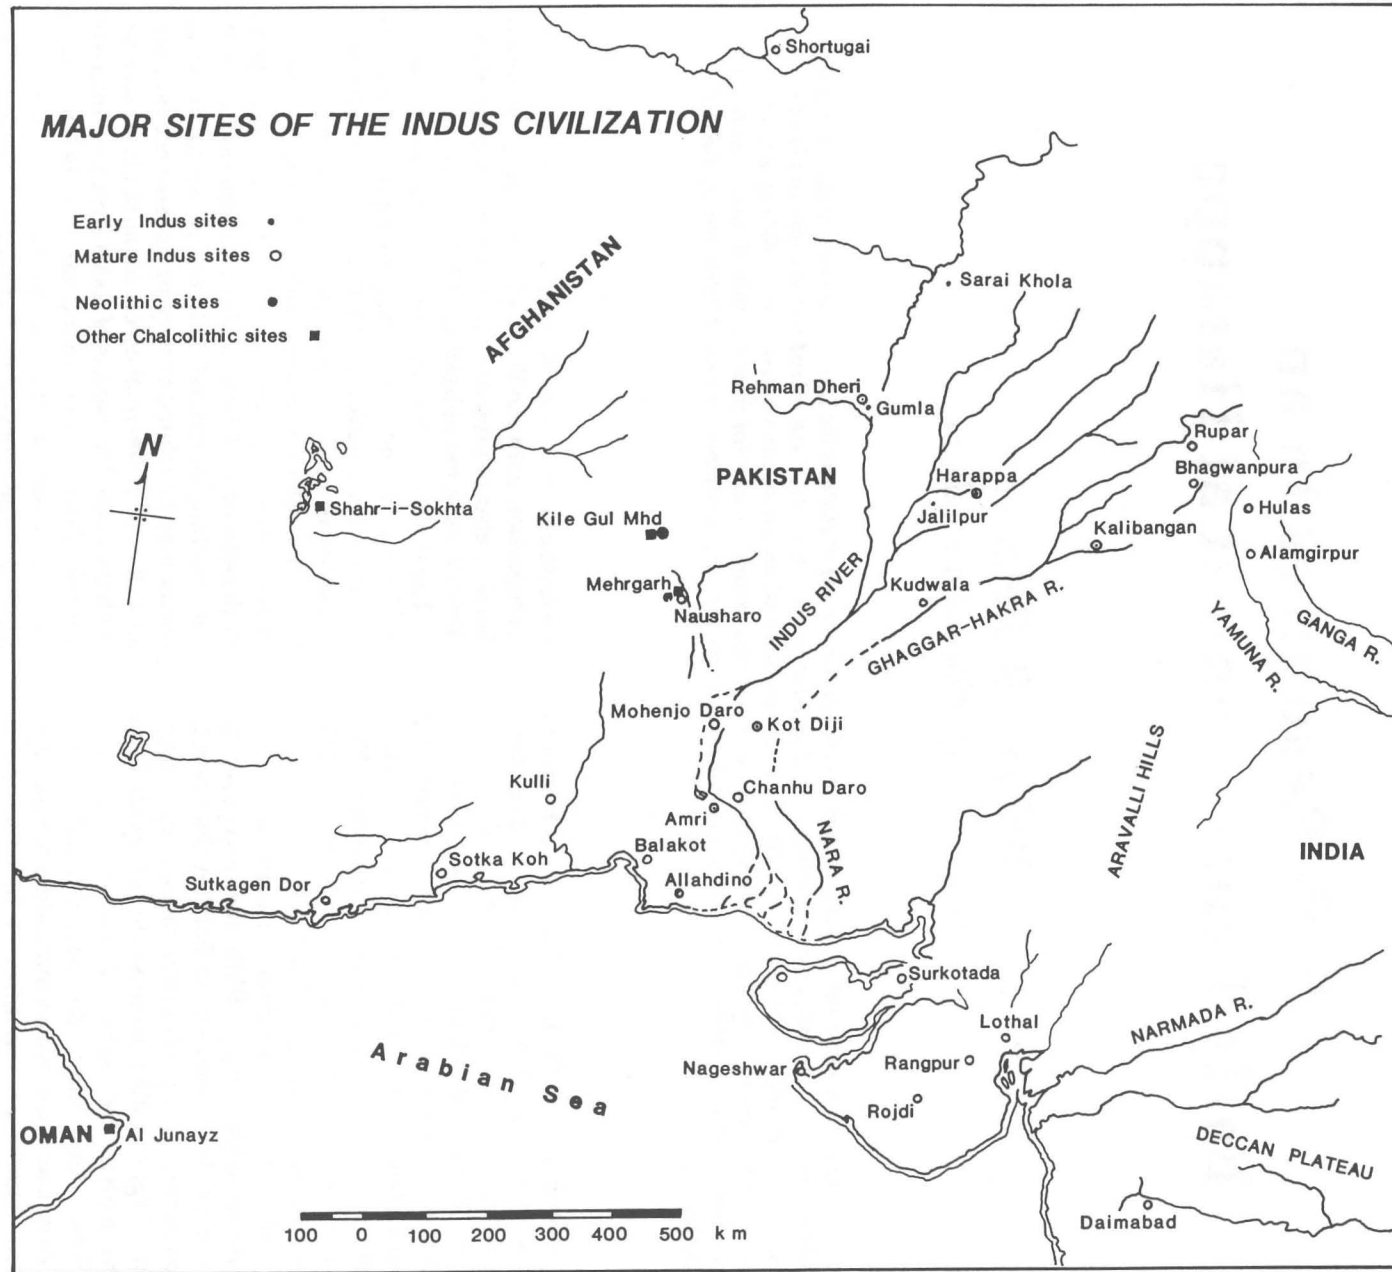 Shortugai
MAJOR SITES OF THE INDUS CIVILIZATION
Early Indus sites
Mature Indus sites
Neolithic sites
Other Chalcolithic sites
AFGHANISTAN
Sarai Khola
Rehman Dheri
Gumla
N
Rupar
PAKISTAN
Harappa
Bhagwanpura
Shahr-i-Sokhta
Kile Gul Mhd
Jalilpur
Hulas
Kalibangan
Alamgirpur
Mehrgarh
Kudwala
Nausharo
INDUS RIVER
GHAGGAR-HAKRA R.
YAMUNA R.
GANGA R.
Mohenjo Daro
Kot Diji
Kulli
Chanhu Daro
Amri
ARAVALLI HILLS
Balakot
NARA R.
INDIA
Sotka Koh
Sutkagen Dor
Allahdino
Surkotada
Lothal
NARMADA R.
Arabian Sea
Nageshwar
Rangpur
Rojdi
OMAN
Al Junayz
DECCAN PLATEAU
Daimabad
100 0 100 200 300 400 500 km